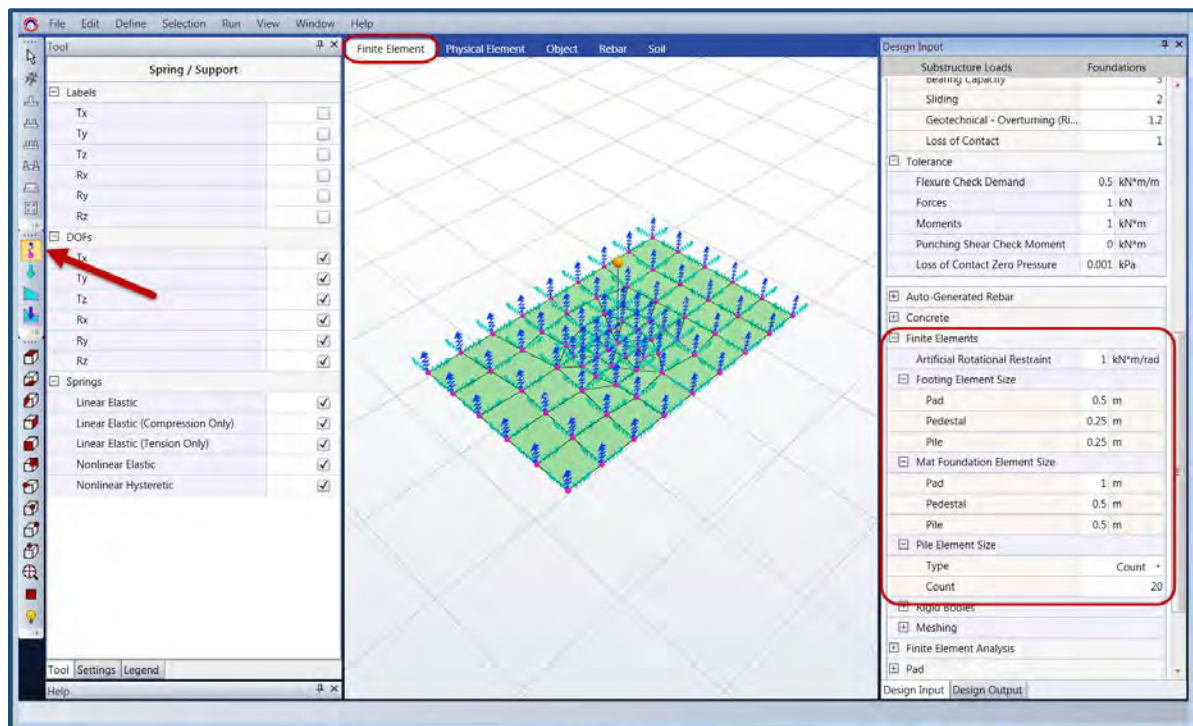 File Edit Define Selection Run View Window Help
Tool
Spring / Support
Labels
Tx
Ty
Tz
Rx
Ry
Rz
DOFs
Tx
Ty
Tz
Rx
Ry
Rz
Springs
Linear Elastic
Linear Elastic (Compression Only)
Linear Elastic (Tension Only)
Nonlinear Elastic
Nonlinear Hysteretic
Tool Settings Legend
Help
Finite Element Physical Element Object Rebar Soil
Design Input
Substructure Loads Foundations
Bearing Capacity 3
Sliding 2
Geotechnical - Overturning (Ri... 1.2
Loss of Contact 1
Tolerance
Flexure Check Demand 0.5 kN*m/m
Forces 1 kN
Moments 1 kN*m
Punching Shear Check Moment 0 kN*m
Loss of Contact Zero Pressure 0.001 kPa
Auto-Generated Rebar
Concrete
Finite Elements
Artificial Rotational Restraint 1 kN*m/rad
Footing Element Size
Pad 0.5 m
Pedestal 0.25 m
Pile 0.25 m
Mat Foundation Element Size
Pad 1 m
Pedestal 0.5 m
Pile 0.5 m
Pile Element Size
Type Count
Count 20
Rigid Bodies
Meshing
Finite Element Analysis
Pad
Design Input Design Output